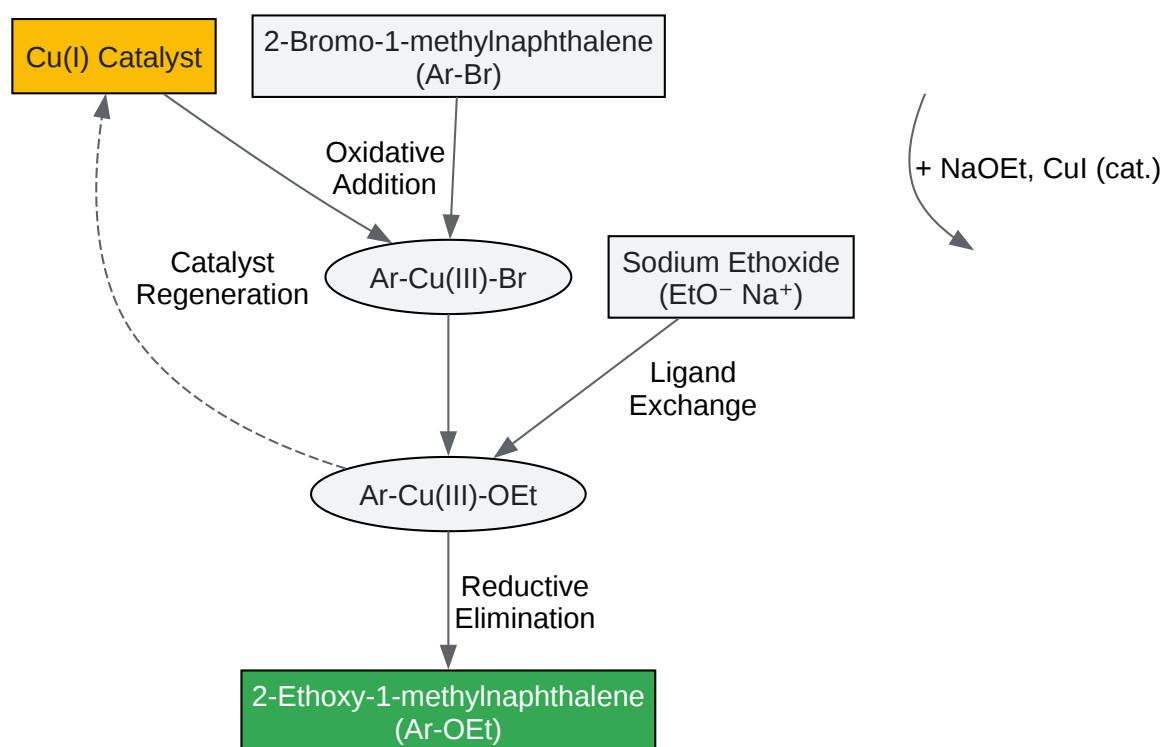 Cu(I) Catalyst
2-Bromo-1-methylnaphthalene
(Ar-Br)
Oxidative
Addition
+ NaOEt, CuI (cat.)
Catalyst
Regeneration
Ar-Cu(III)-Br
Sodium Ethoxide
(EtO⁻ Na⁺)
Ligand
Exchange
Ar-Cu(III)-OEt
Reductive
Elimination
2-Ethoxy-1-methylnaphthalene
(Ar-OEt)